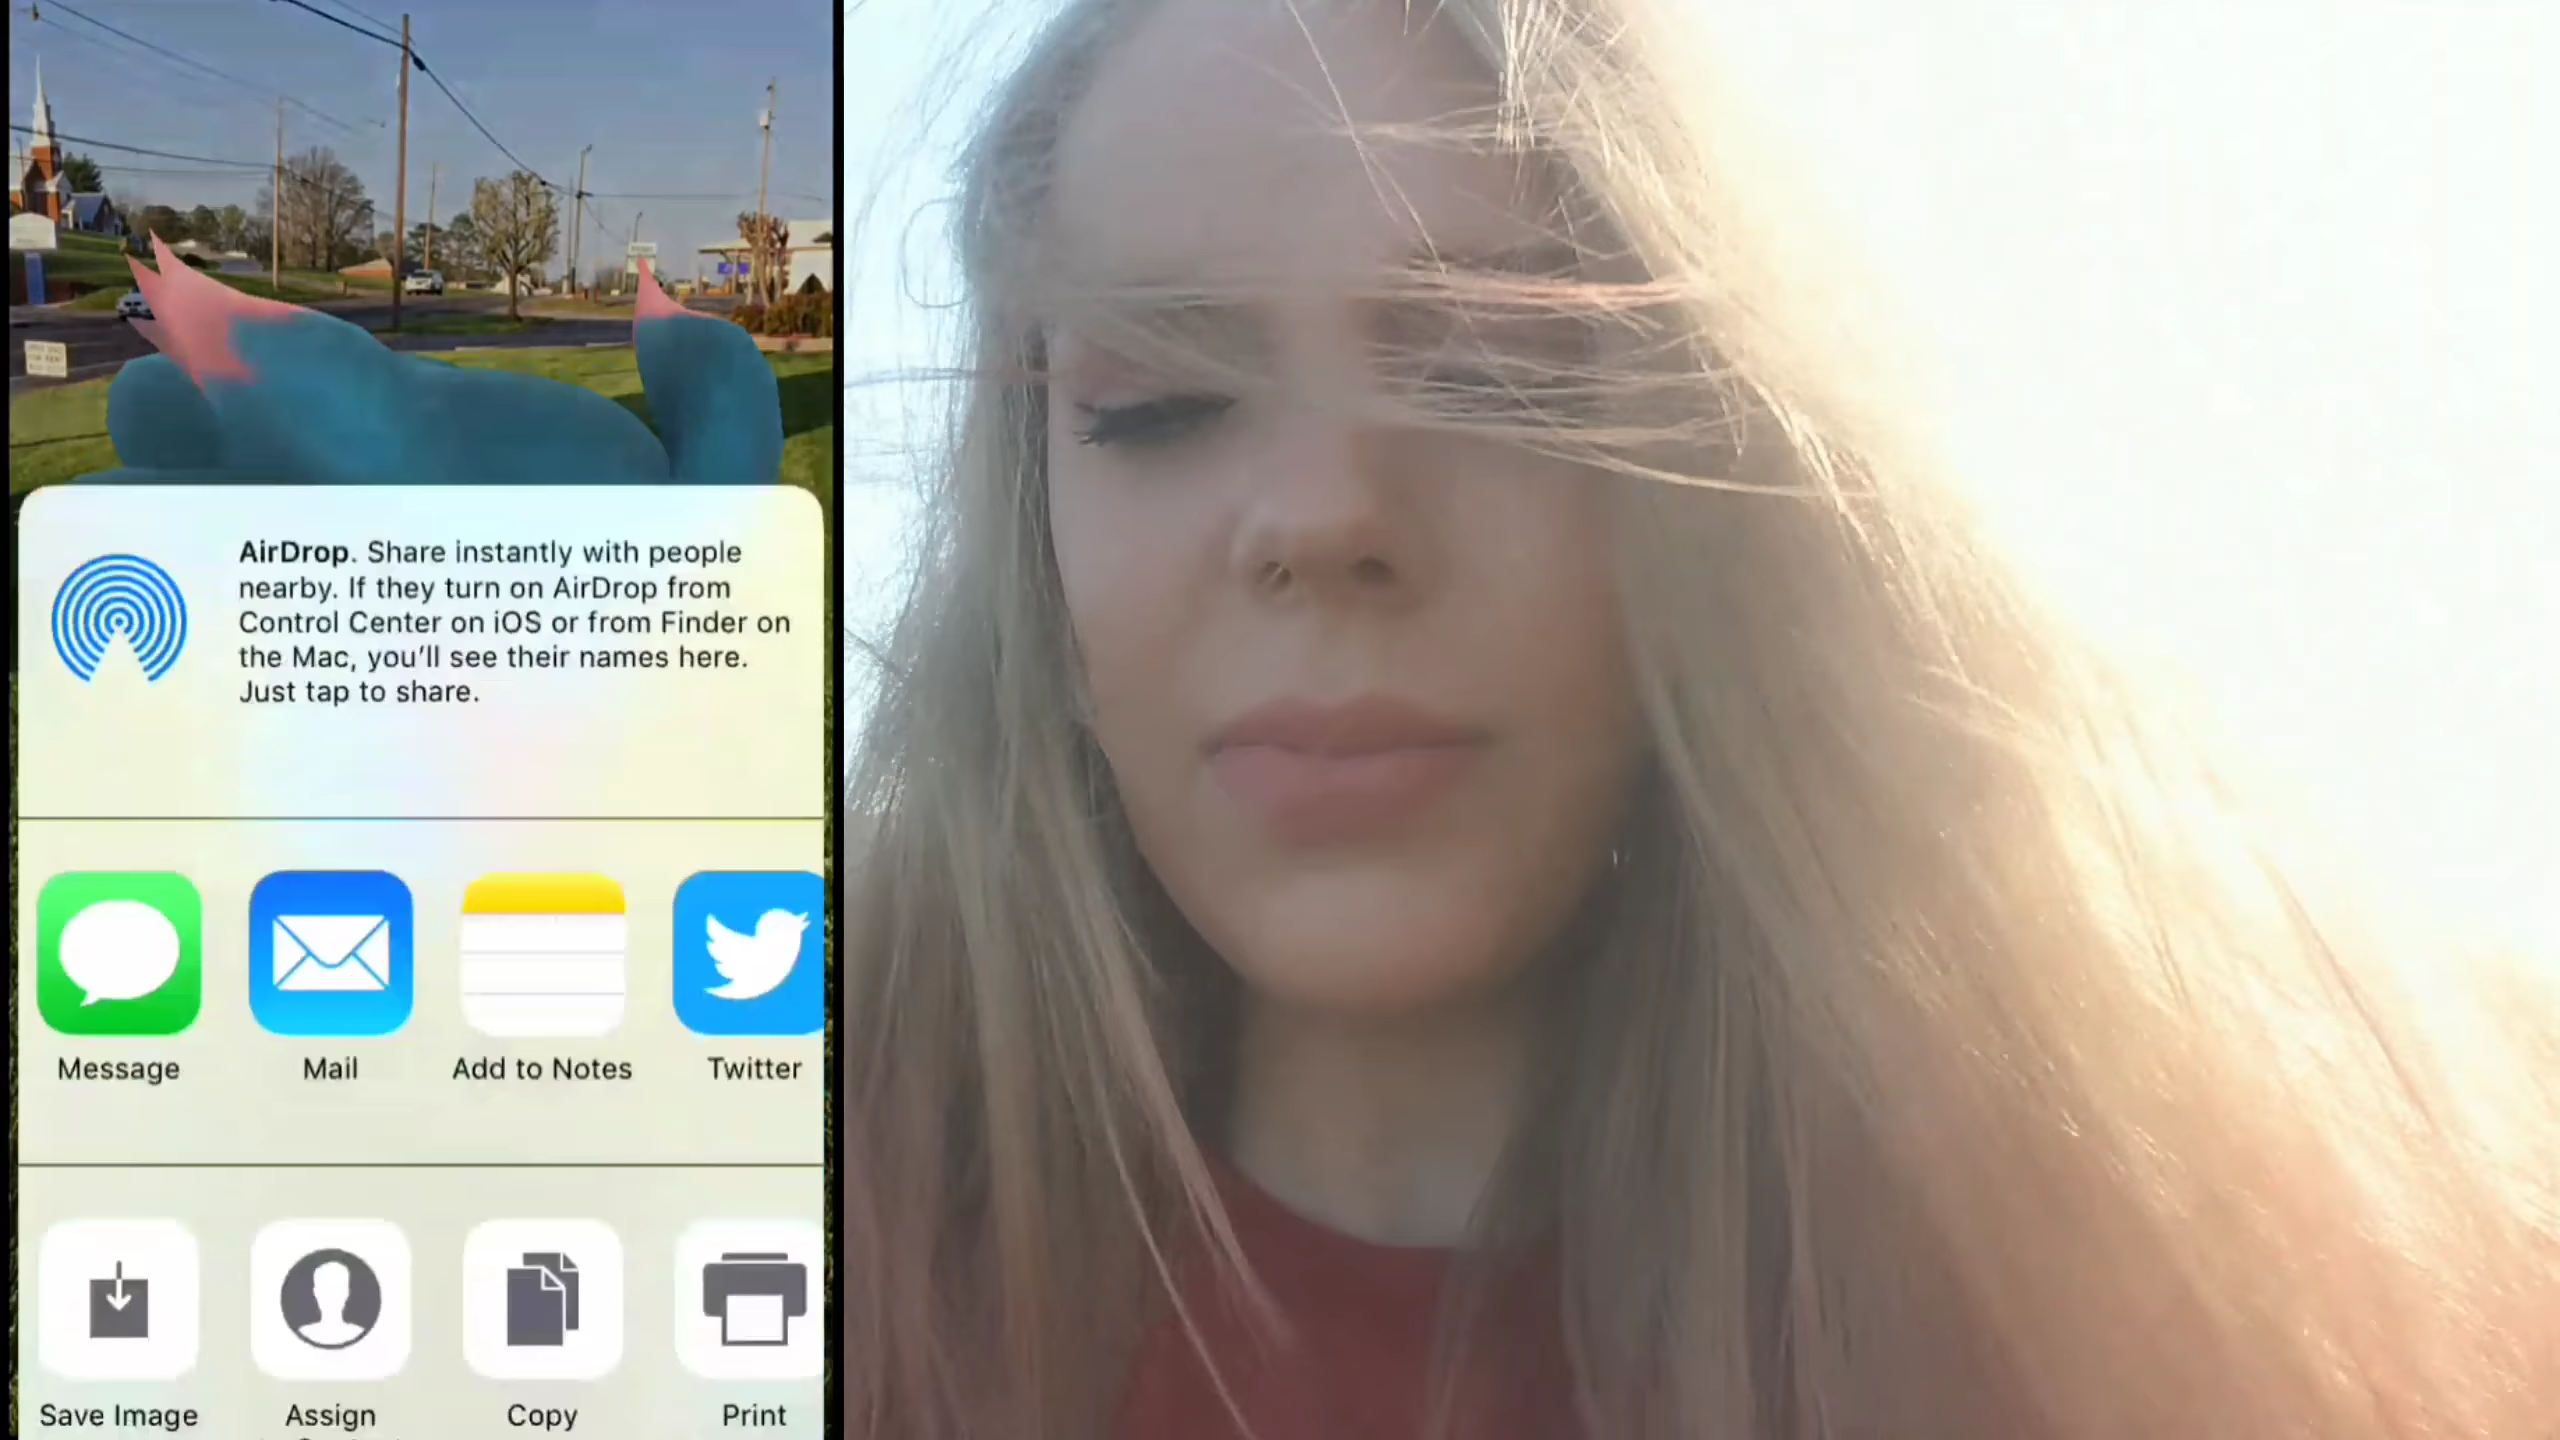 AirDrop. Share instantly with people
nearby. If they turn on AirDrop from
Control Center on iOS or from Finder on
the Mac, you'll see their names here.
Just tap to share.
Message
Mail
Add to Notes
Twitter
Save Image
Assign
Copy
Print